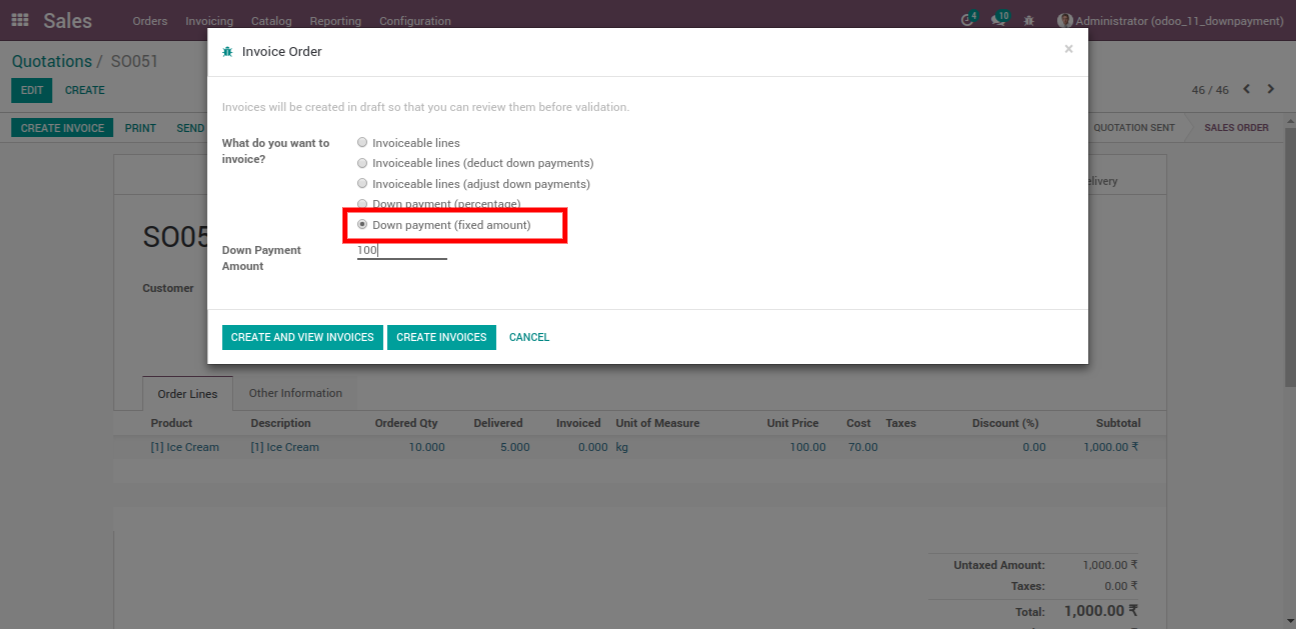 Sales
Orders Invoicing Catalog Reporting Configuration
4 10 Administrator (odoo_11_downpayment)
Quotations / SO051
EDIT CREATE
46 / 46
CREATE INVOICE PRINT SEND
QUOTATION SENT SALES ORDER
Invoice Order ×
Invoices will be created in draft so that you can review them before validation.
What do you want to invoice?
Invoiceable lines
Invoiceable lines (deduct down payments)
Invoiceable lines (adjust down payments)
Down payment (percentage)
Down payment (fixed amount)
Down Payment Amount
100
CREATE AND VIEW INVOICES CREATE INVOICES CANCEL
elivery
SO05
Customer
Order Lines Other Information
Product Description Ordered Qty Delivered Invoiced Unit of Measure Unit Price Cost Taxes Discount (%) Subtotal
[1] Ice Cream [1] Ice Cream 10.000 5.000 0.000 kg 100.00 70.00 0.00 1,000.00 ₹
Untaxed Amount: 1,000.00 ₹
Taxes: 0.00 ₹
Total: 1,000.00 ₹